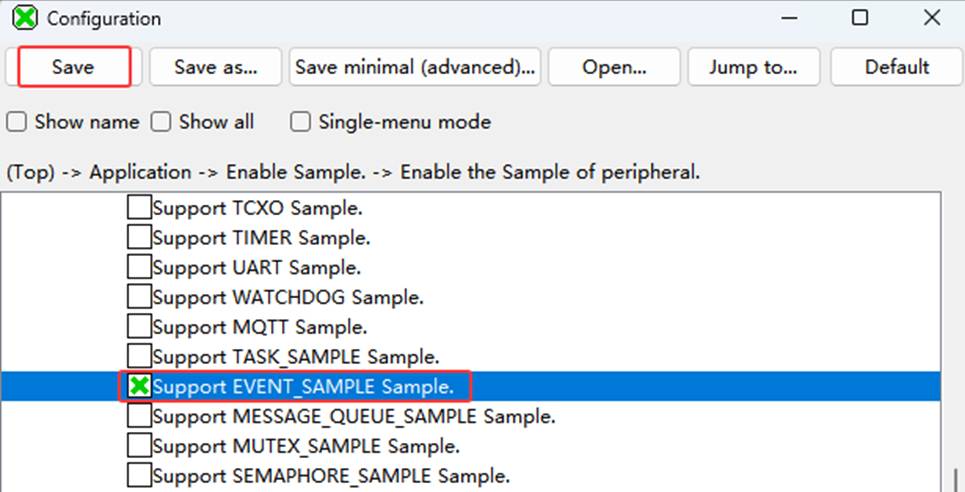 Configuration
Save Save as... Save minimal (advanced)... Open... Jump to... Default
Show name Show all Single-menu mode
(Top) -> Application -> Enable Sample. -> Enable the Sample of peripheral.
Support TCXO Sample.
Support TIMER Sample.
Support UART Sample.
Support WATCHDOG Sample.
Support MQTT Sample.
Support TASK_SAMPLE Sample.
Support EVENT_SAMPLE Sample.
Support MESSAGE_QUEUE_SAMPLE Sample.
Support MUTEX_SAMPLE Sample.
Support SEMAPHORE_SAMPLE Sample.